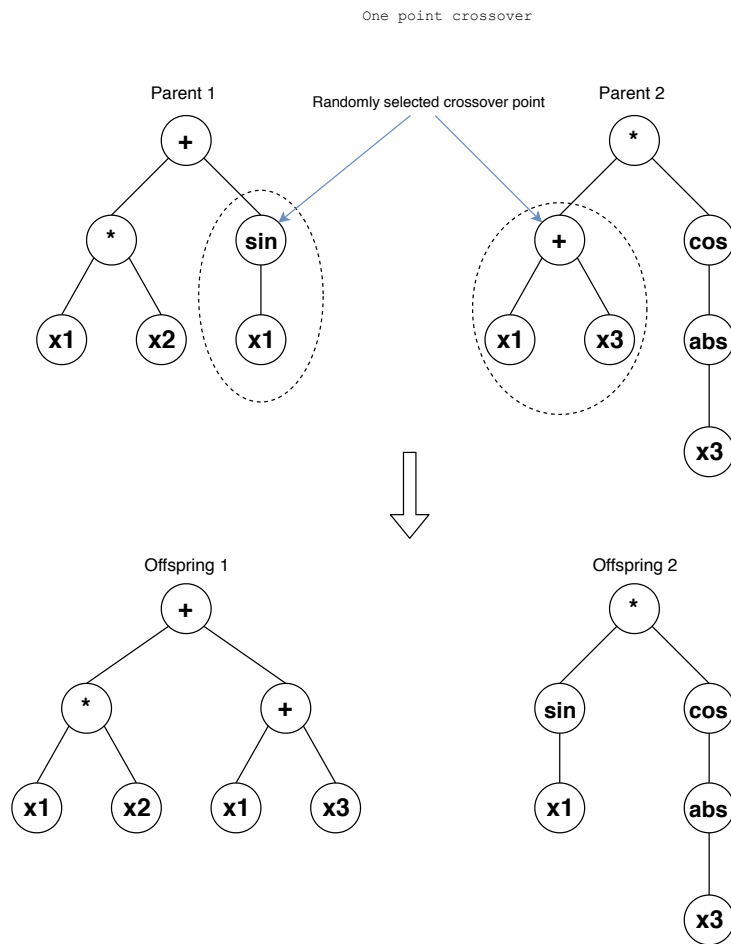 One point crossover
Parent 1
Randomly selected crossover point
Parent 2
+
*
*
sin
+
cos
x1
x2
x1
x1
x3
abs
x3
Offspring 1
Offspring 2
+
*
*
+
sin
cos
x1
x2
x1
x3
x1
abs
x3